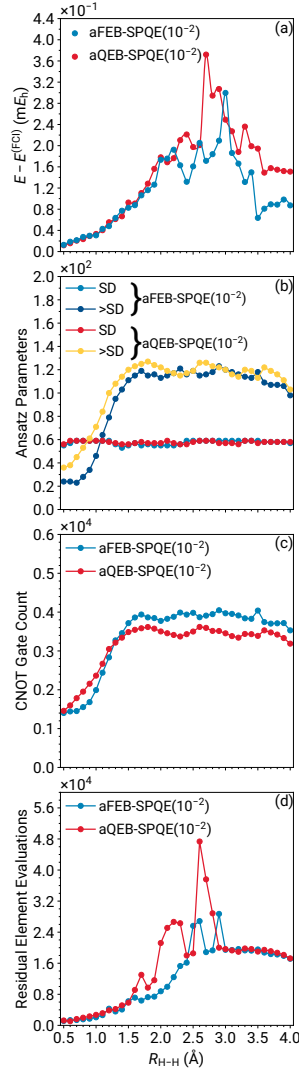 ×10⁻¹
4.4
4.0
3.6
3.2
2.8
2.4
2.0
1.6
1.2
0.8
0.4
0.0
E − E^(FCI) (mE_h)
aFEB-SPQE(10⁻²)
aQEB-SPQE(10⁻²)
(a)
×10²
2.0
1.8
1.6
1.4
1.2
1.0
0.8
0.6
0.4
0.2
0.0
Ansatz Parameters
SD
>SD
aFEB-SPQE(10⁻²)
SD
>SD
aQEB-SPQE(10⁻²)
(b)
×10⁴
0.6
0.5
0.4
0.3
0.2
0.1
0.0
CNOT Gate Count
aFEB-SPQE(10⁻²)
aQEB-SPQE(10⁻²)
(c)
×10⁴
5.6
4.8
4.0
3.2
2.4
1.6
0.8
0.0
Residual Element Evaluations
aFEB-SPQE(10⁻²)
aQEB-SPQE(10⁻²)
(d)
0.5 1.0 1.5 2.0 2.5 3.0 3.5 4.0
R_H–H (Å)